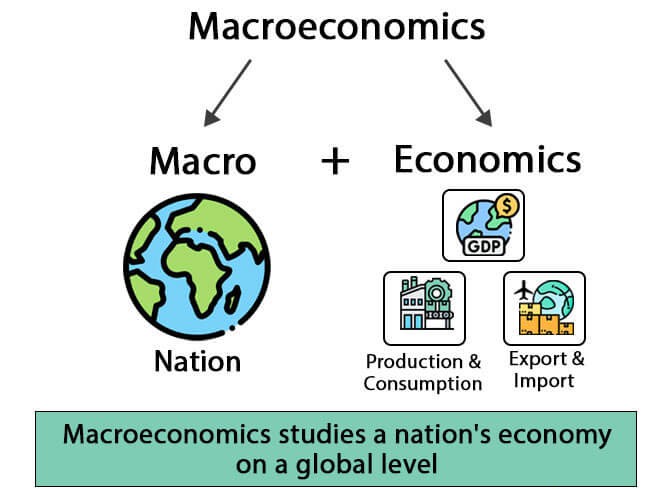 Macroeconomics
Macro + Economics
$
GDP
Nation
Production &
Consumption
Export &
Import
Macroeconomics studies a nation's economy
on a global level